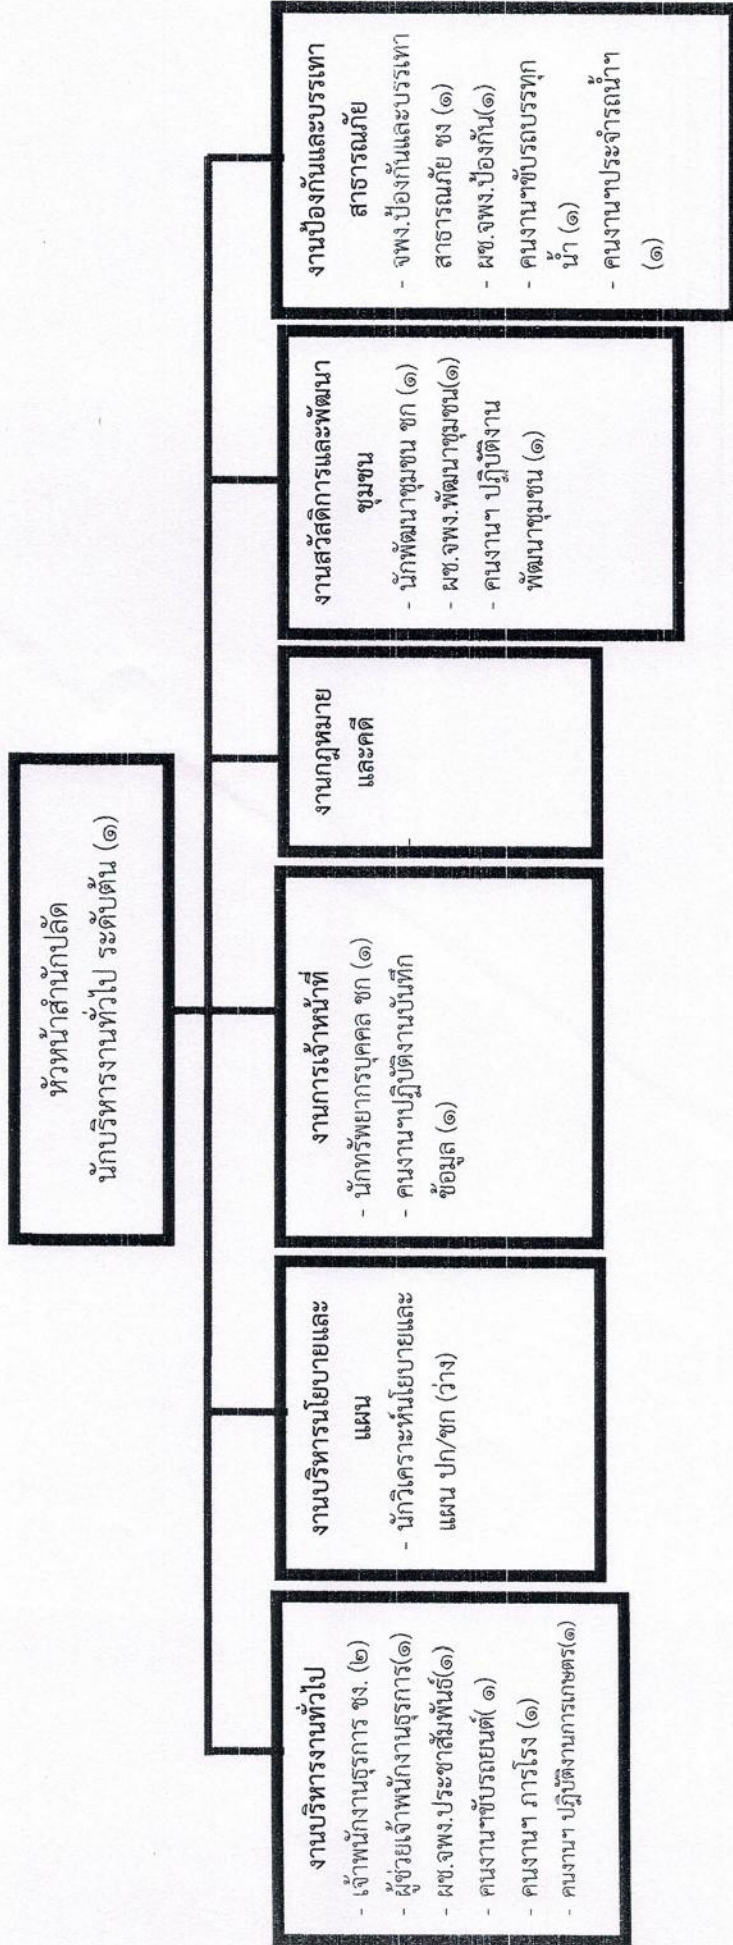 หัวหน้าสำนักปลัด
นักบริหารงานทั่วไป ระดับต้น (๑)
งานบริหารงานทั่วไป
- เจ้าพนักงานธุรการ ชง. (๒)
- ผู้ช่วยเจ้าพนักงานธุรการ(๑)
- ผช.จพง.ประชาสัมพันธ์(๑)
- คนงานฯขับรถยนต์( ๑)
- คนงานฯ ภารโรง (๑)
- คนงานฯ ปฏิบัติงานการเกษตร(๑)
งานบริหารนโยบายและ
แผน
- นักวิเคราะห์นโยบายและ
แผน ปก/ชก (ว่าง)
งานการเจ้าหน้าที่
- นักทรัพยากรบุคคล ชก (๑)
- คนงานฯปฏิบัติงานบันทึก
ข้อมูล (๑)
งานกฎหมาย
และคดี
-
งานสวัสดิการและพัฒนา
ชุมชน
- นักพัฒนาชุมชน ชก (๑)
- ผช.จพง.พัฒนาชุมชน(๑)
- คนงานฯ ปฏิบัติงาน
พัฒนาชุมชน (๑)
งานป้องกันและบรรเทา
สาธารณภัย
- จพง.ป้องกันและบรรเทา
สาธารณภัย ชง (๑)
- ผช.จพง.ป้องกัน(๑)
- คนงานฯขับรถบรรทุก
น้ำ (๑)
- คนงานฯประจำรถน้ำฯ
(๑)